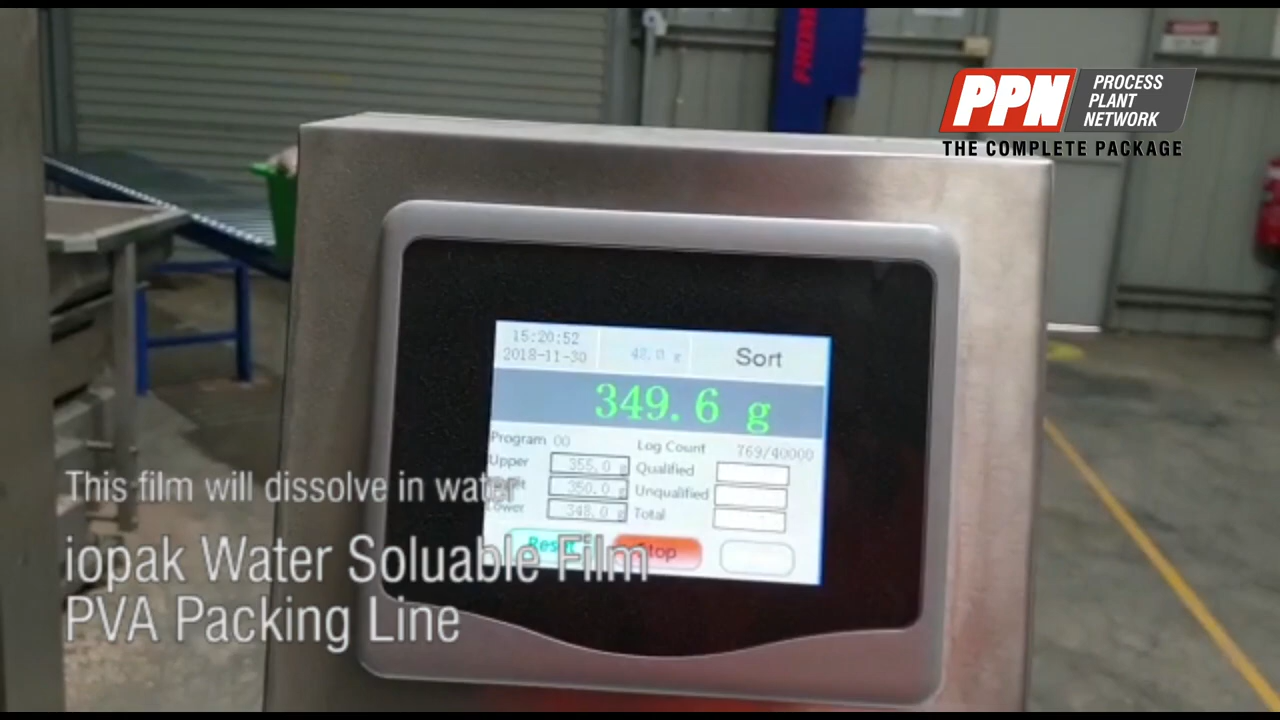 PPN PROCESS
PLANT
NETWORK
THE COMPLETE PACKAGE
15:20:52
2018-11-30
42.0 g
Sort
349.6 g
Program 00
Log Count 769/40000
Upper 355.0 g Qualified
350.0 g Unqualified
Lower 348.0 g Total
Reset
Stop
This film will dissolve in water
iopak Water Soluable Film
PVA Packing Line